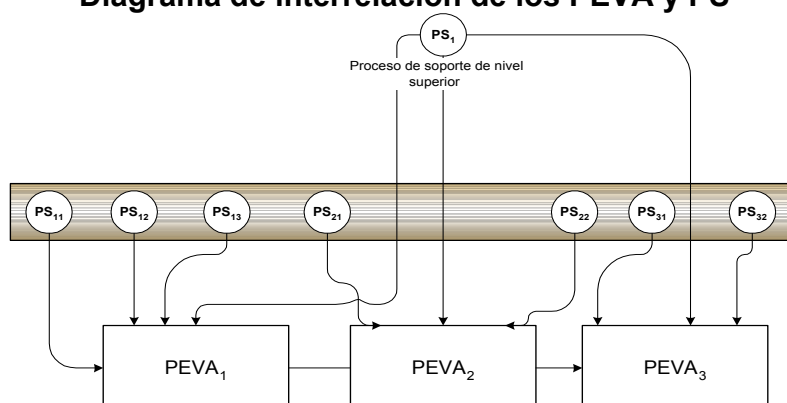 Diagrama de interrelación de los PEVA y PS
PS₁
Proceso de soporte de nivel
superior
PS₁₁ PS₁₂ PS₁₃ PS₂₁ PS₂₂ PS₃₁ PS₃₂
PEVA₁ PEVA₂ PEVA₃